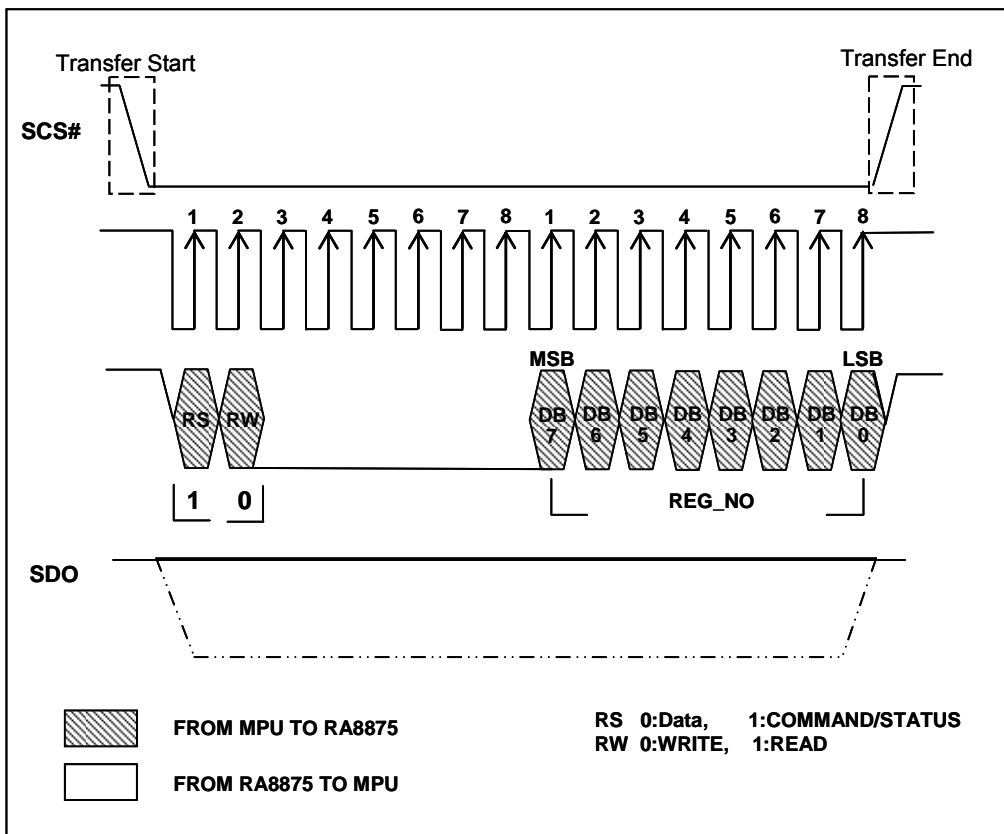 Transfer Start
Transfer End
SCS#
1 2 3 4 5 6 7 8 1 2 3 4 5 6 7 8
MSB LSB
RS RW DB 7 DB 6 DB 5 DB 4 DB 3 DB 2 DB 1 DB 0
1 0
REG_NO
SDO
FROM MPU TO RA8875
RS 0:Data, 1:COMMAND/STATUS
RW 0:WRITE, 1:READ
FROM RA8875 TO MPU